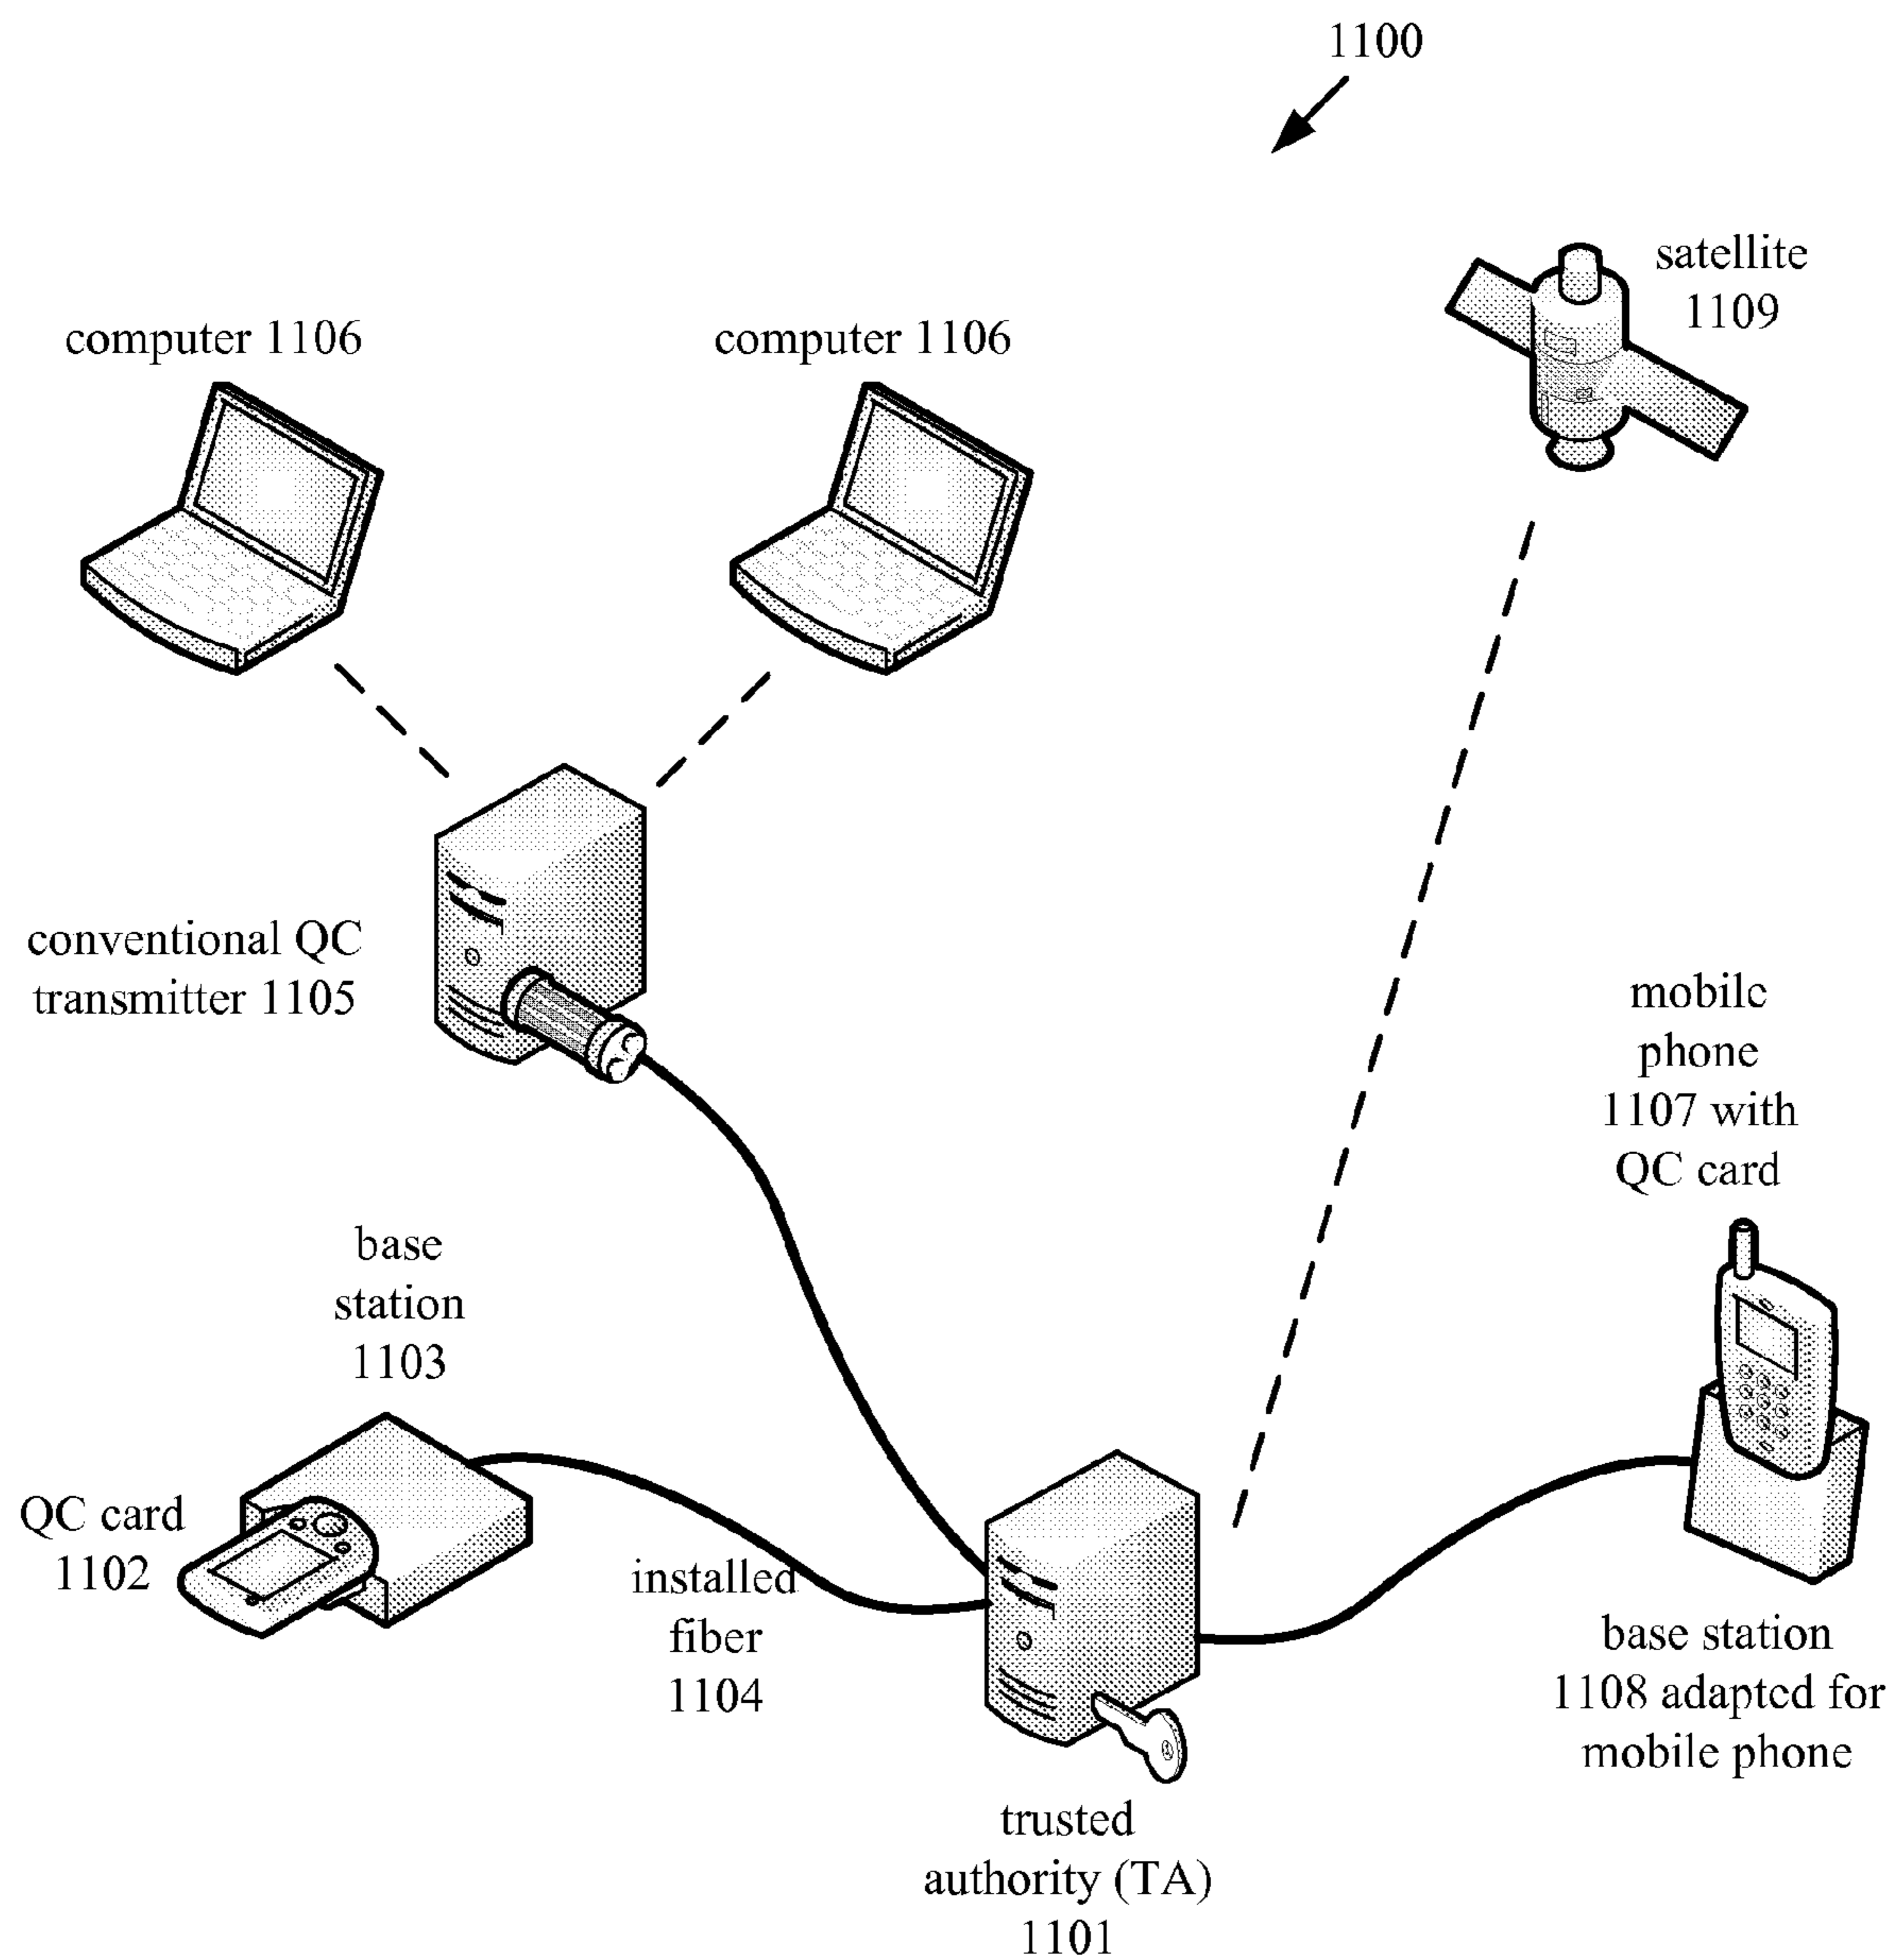 1100
satellite
1109
computer 1106
computer 1106
conventional QC
transmitter 1105
mobile
phone
1107 with
QC card
base
station
1103
QC card
1102
installed
fiber
1104
base station
1108 adapted for
mobile phone
trusted
authority (TA)
1101